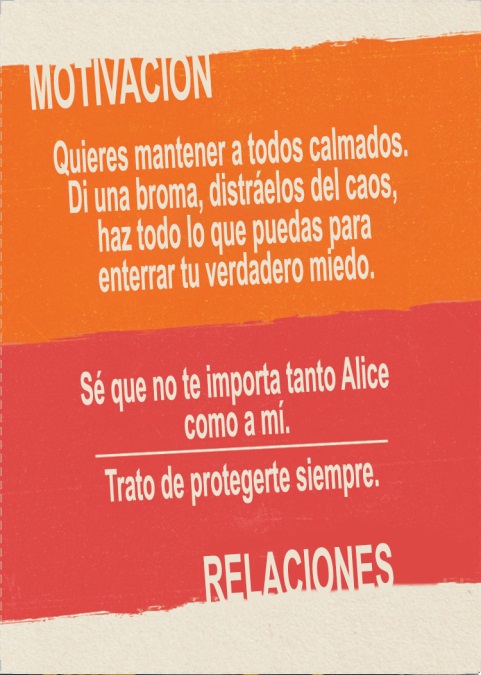 MOTIVACIÓN
Quieres mantener a todos calmados.
Di una broma, distráelos del caos,
haz todo lo que puedas para
enterrar tu verdadero miedo.
Sé que no te importa tanto Alice
como a mí.
Trato de protegerte siempre.
RELACIONES